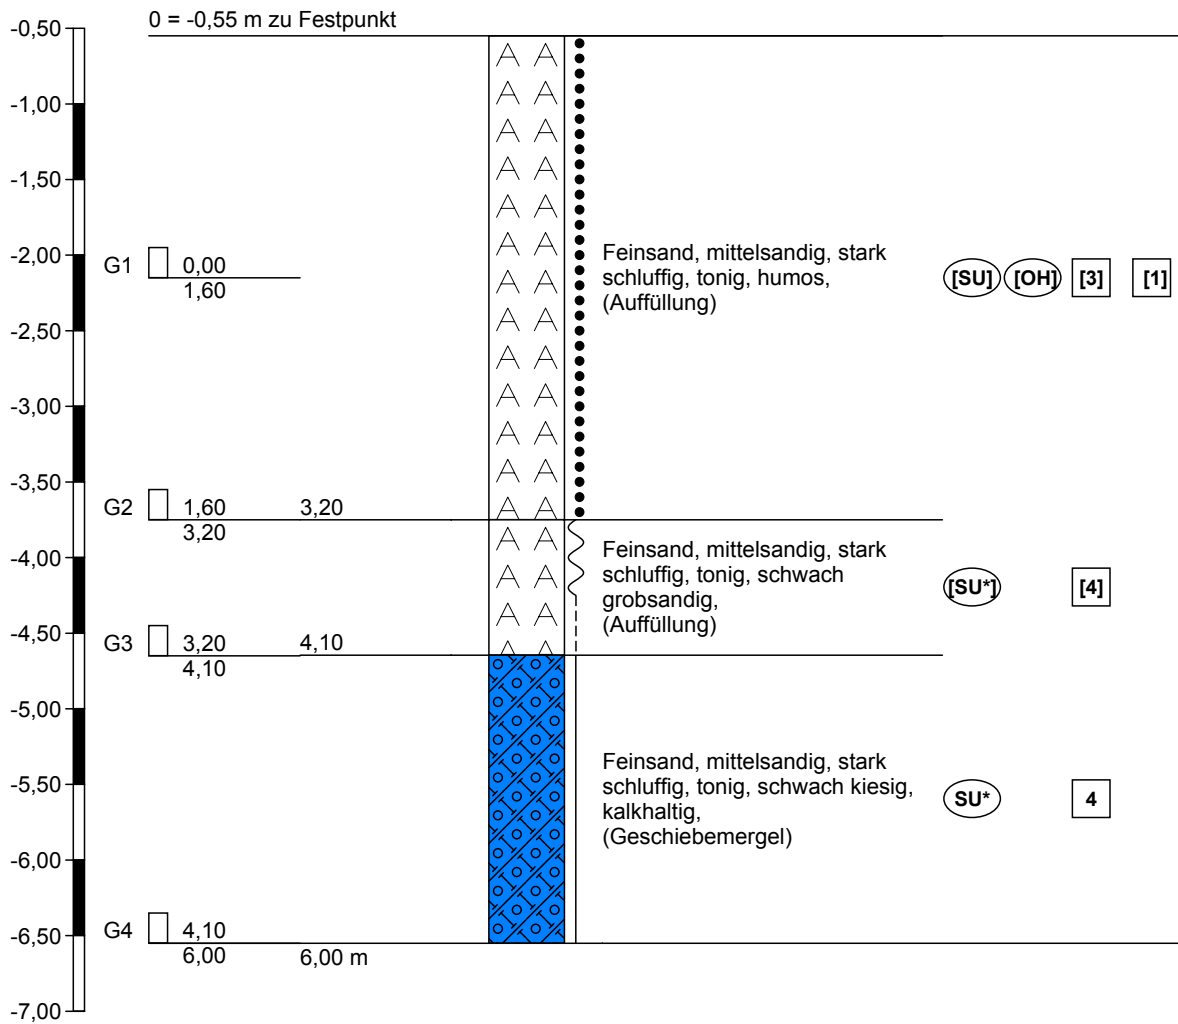 0 = -0,55 m zu Festpunkt
-0,50
-1,00
-1,50
-2,00
-2,50
-3,00
-3,50
-4,00
-4,50
-5,00
-5,50
-6,00
-6,50
-7,00
G1 0,00
1,60
Feinsand, mittelsandig, stark
schluffig, tonig, humos,
(Auffüllung)
[SU] [OH] [3] [1]
G2 1,60 3,20
3,20
Feinsand, mittelsandig, stark
schluffig, tonig, schwach
grobsandig,
(Auffüllung)
[SU*] [4]
G3 3,20 4,10
4,10
Feinsand, mittelsandig, stark
schluffig, tonig, schwach kiesig,
kalkhaltig,
(Geschiebemergel)
SU* 4
G4 4,10
6,00 6,00 m